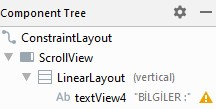 Component Tree
ConstraintLayout
ScrollView
LinearLayout (vertical)
Ab textView4 "BİLGİLER :"